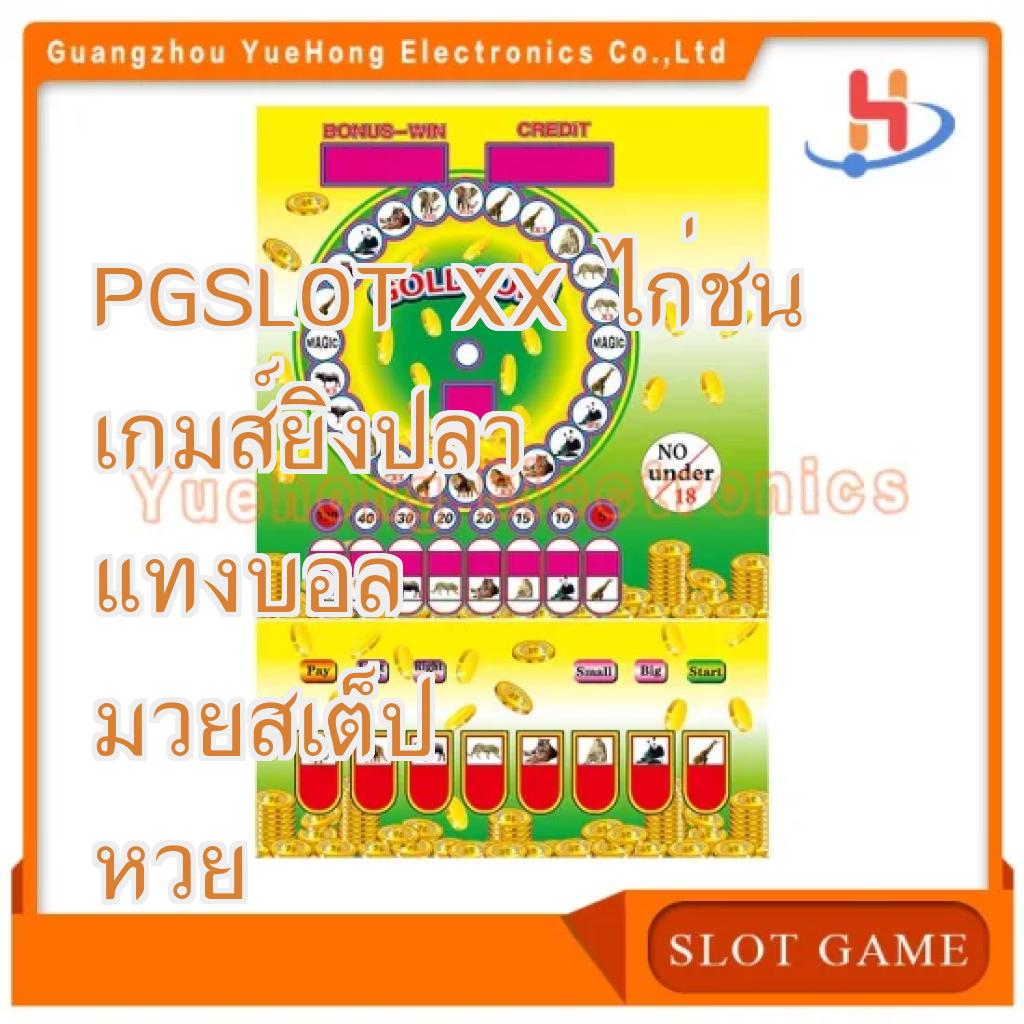 Guangzhou YueHong Electronics Co.,Ltd
BONUS-WIN CREDIT
PGSLOT xx ไก่ชน
MAGIC MAGIC
เกมส์ยิงปลา
NO under 18
Yuehong Electronics
40 30 20 20 15 10 5
แทงบอล
Pay Right Small Big Start
มวยสเต็ป
หวย
SLOT GAME